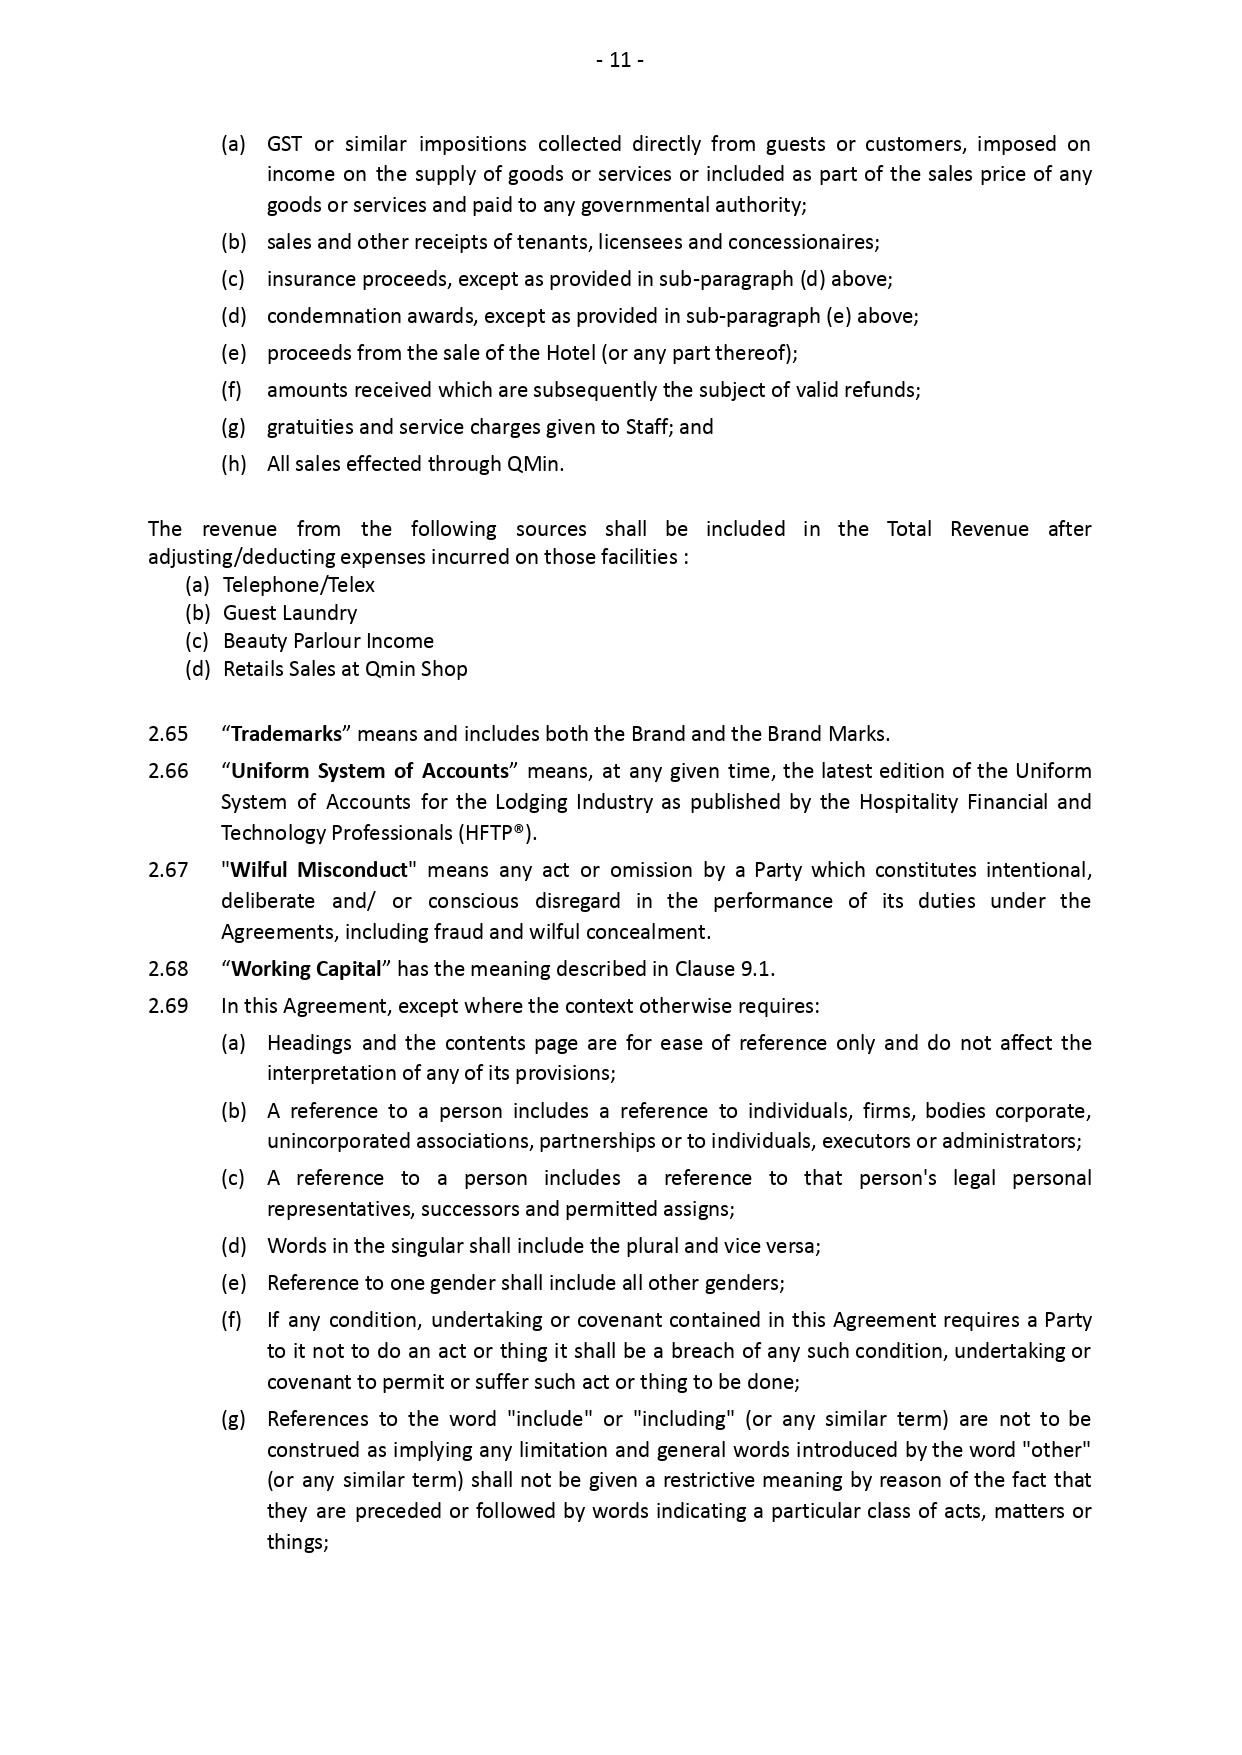 - 11 -
(a) GST or similar impositions collected directly from guests or customers, imposed on
income on the supply of goods or services or included as part of the sales price of any
goods or services and paid to any governmental authority;
(b) sales and other receipts of tenants, licensees and concessionaires;
(c) insurance proceeds, except as provided in sub-paragraph (d) above;
(d) condemnation awards, except as provided in sub-paragraph (e) above;
(e) proceeds from the sale of the Hotel (or any part thereof);
(f) amounts received which are subsequently the subject of valid refunds;
(g) gratuities and service charges given to Staff; and
(h) All sales effected through QMin.
The revenue from the following sources shall be included in the Total Revenue after
adjusting/deducting expenses incurred on those facilities :
(a) Telephone/Telex
(b) Guest Laundry
(c) Beauty Parlour Income
(d) Retails Sales at Qmin Shop
2.65 “Trademarks” means and includes both the Brand and the Brand Marks.
2.66 “Uniform System of Accounts” means, at any given time, the latest edition of the Uniform
System of Accounts for the Lodging Industry as published by the Hospitality Financial and
Technology Professionals (HFTP®).
2.67 "Wilful Misconduct" means any act or omission by a Party which constitutes intentional,
deliberate and/ or conscious disregard in the performance of its duties under the
Agreements, including fraud and wilful concealment.
2.68 “Working Capital” has the meaning described in Clause 9.1.
2.69 In this Agreement, except where the context otherwise requires:
(a) Headings and the contents page are for ease of reference only and do not affect the
interpretation of any of its provisions;
(b) A reference to a person includes a reference to individuals, firms, bodies corporate,
unincorporated associations, partnerships or to individuals, executors or administrators;
(c) A reference to a person includes a reference to that person's legal personal
representatives, successors and permitted assigns;
(d) Words in the singular shall include the plural and vice versa;
(e) Reference to one gender shall include all other genders;
(f) If any condition, undertaking or covenant contained in this Agreement requires a Party
to it not to do an act or thing it shall be a breach of any such condition, undertaking or
covenant to permit or suffer such act or thing to be done;
(g) References to the word "include" or "including" (or any similar term) are not to be
construed as implying any limitation and general words introduced by the word "other"
(or any similar term) shall not be given a restrictive meaning by reason of the fact that
they are preceded or followed by words indicating a particular class of acts, matters or
things;